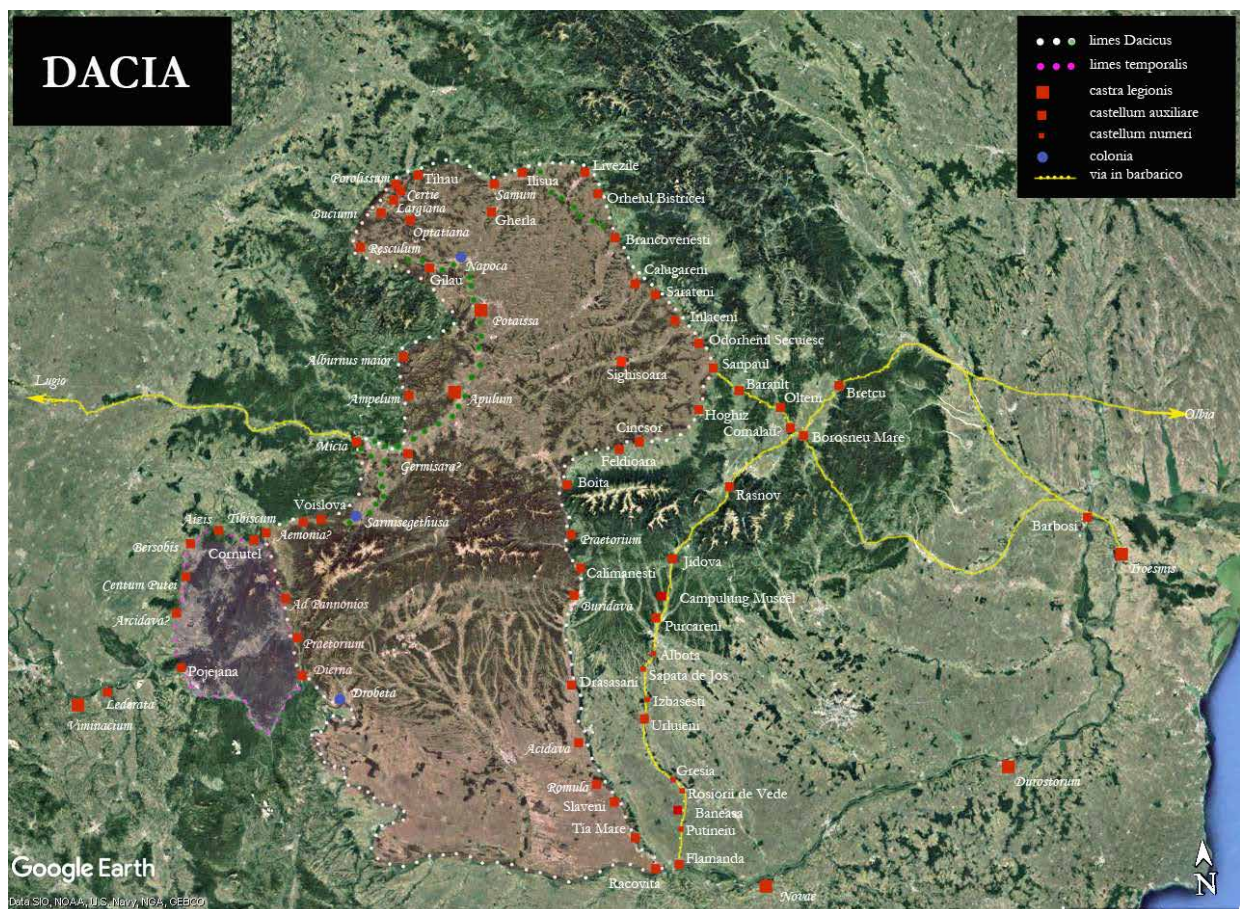 DACIA
limes Dacicus
limes temporalis
castra legionis
castellum auxiliare
castellum numeri
colonia
via in barbarico
Livezile
Tihau
Ilisua
Porolissum
Certie
Samum
Orheiul Bistricei
Largiana
Buciumi
Gherla
Optatiana
Brancovenesti
Resculum
Napoca
Gilau
Calugareni
Sarateni
Potaissa
Inlaceni
Odorheiul Secuiesc
Alburnus maior
Sighisoara
Sanpaul
Lugio
Barault
Bretcu
Ampelum
Apulum
Olteni
Hoghiz
Olbia
Comalau?
Micia
Cincsor
Borosneu Mare
Germisara?
Feldioara
Boita
Rasnov
Voislova
Sarmisegethusa
Aizis
Tibiscum
Barbosi
Aemonia?
Bersobis
Cornutel
Praetorium
Troesmis
Jidova
Calimanesti
Centum Putei
Ad Pannonios
Buridava
Campulung Muscel
Arcidava?
Purcareni
Praetorium
Albota
Pojejana
Dierna
Sapata de Jos
Drasasani
Lederata
Drobeta
Izbasesti
Viminacium
Urluieni
Acidava
Durostorum
Gresia
Romula
Rosiorii de Vede
Slaveni
Baneasa
Tia Mare
Putineiu
Flamanda
Google Earth
Racovita
N
Novae
Data SIO, NOAA, U.S. Navy, NGA, GEBCO